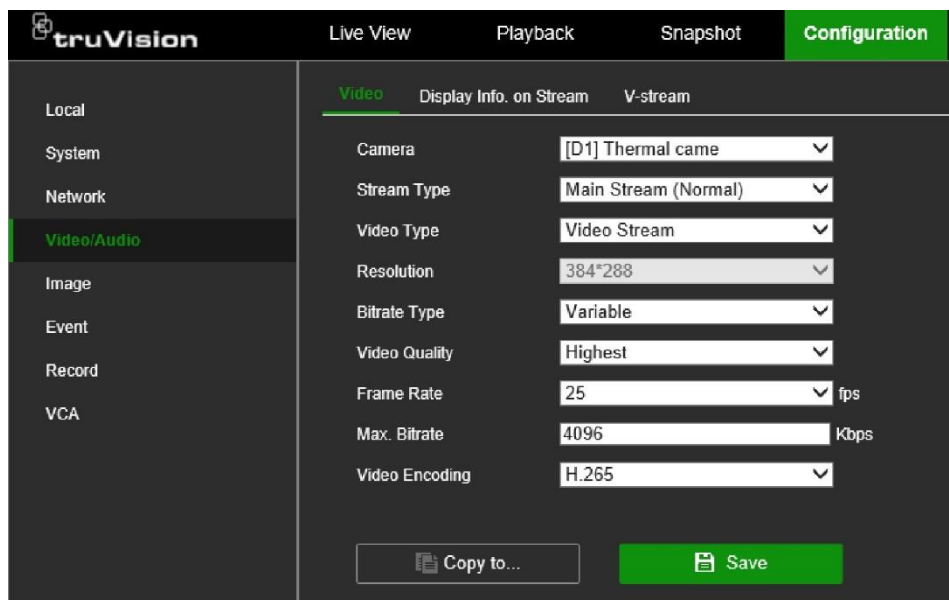 truVision
Live View Playback Snapshot Configuration
Local
System
Network
Video/Audio
Image
Event
Record
VCA
Video Display Info. on Stream V-stream
Camera [D1] Thermal came
Stream Type Main Stream (Normal)
Video Type Video Stream
Resolution 384*288
Bitrate Type Variable
Video Quality Highest
Frame Rate 25 fps
Max. Bitrate 4096 Kbps
Video Encoding H.265
Copy to... Save